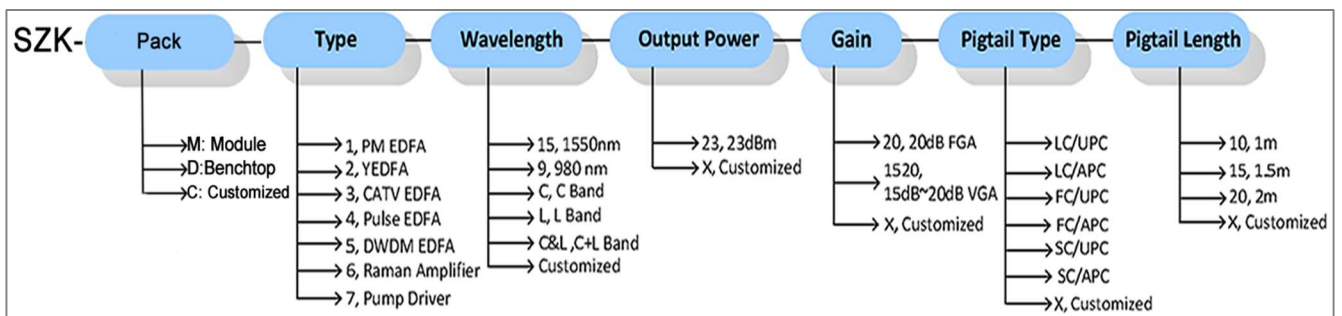 SZK-
Pack
Type
Wavelength
Output Power
Gain
Pigtail Type
Pigtail Length
M: Module
D:Benchtop
C: Customized
1, PM EDFA
2, YEDFA
3, CATV EDFA
4, Pulse EDFA
5, DWDM EDFA
6, Raman Amplifier
7, Pump Driver
15, 1550nm
9, 980 nm
C, C Band
L, L Band
C&L ,C+L Band
Customized
23, 23dBm
X, Customized
20, 20dB FGA
1520,
15dB~20dB VGA
X, Customized
LC/UPC
LC/APC
FC/UPC
FC/APC
SC/UPC
SC/APC
X, Customized
10, 1m
15, 1.5m
20, 2m
X, Customized